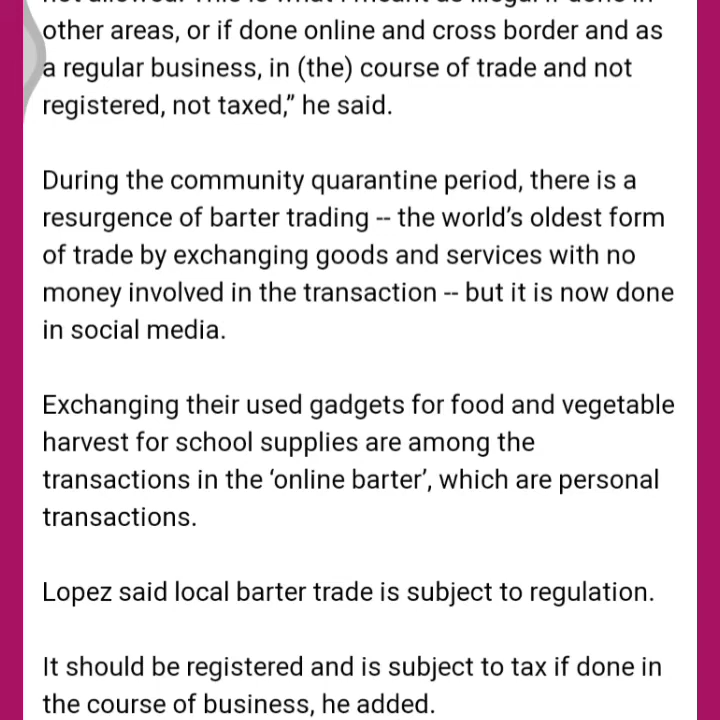 other areas, or if done online and cross border and as
a regular business, in (the) course of trade and not
registered, not taxed,” he said.
During the community quarantine period, there is a
resurgence of barter trading -- the world’s oldest form
of trade by exchanging goods and services with no
money involved in the transaction -- but it is now done
in social media.
Exchanging their used gadgets for food and vegetable
harvest for school supplies are among the
transactions in the ‘online barter’, which are personal
transactions.
Lopez said local barter trade is subject to regulation.
It should be registered and is subject to tax if done in
the course of business, he added.